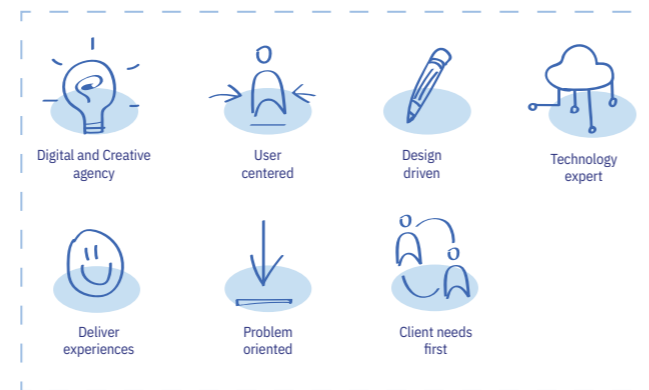 Digital and Creative
agency
User
centered
Design
driven
Technology
expert
Deliver
experiences
Problem
oriented
Client needs
first